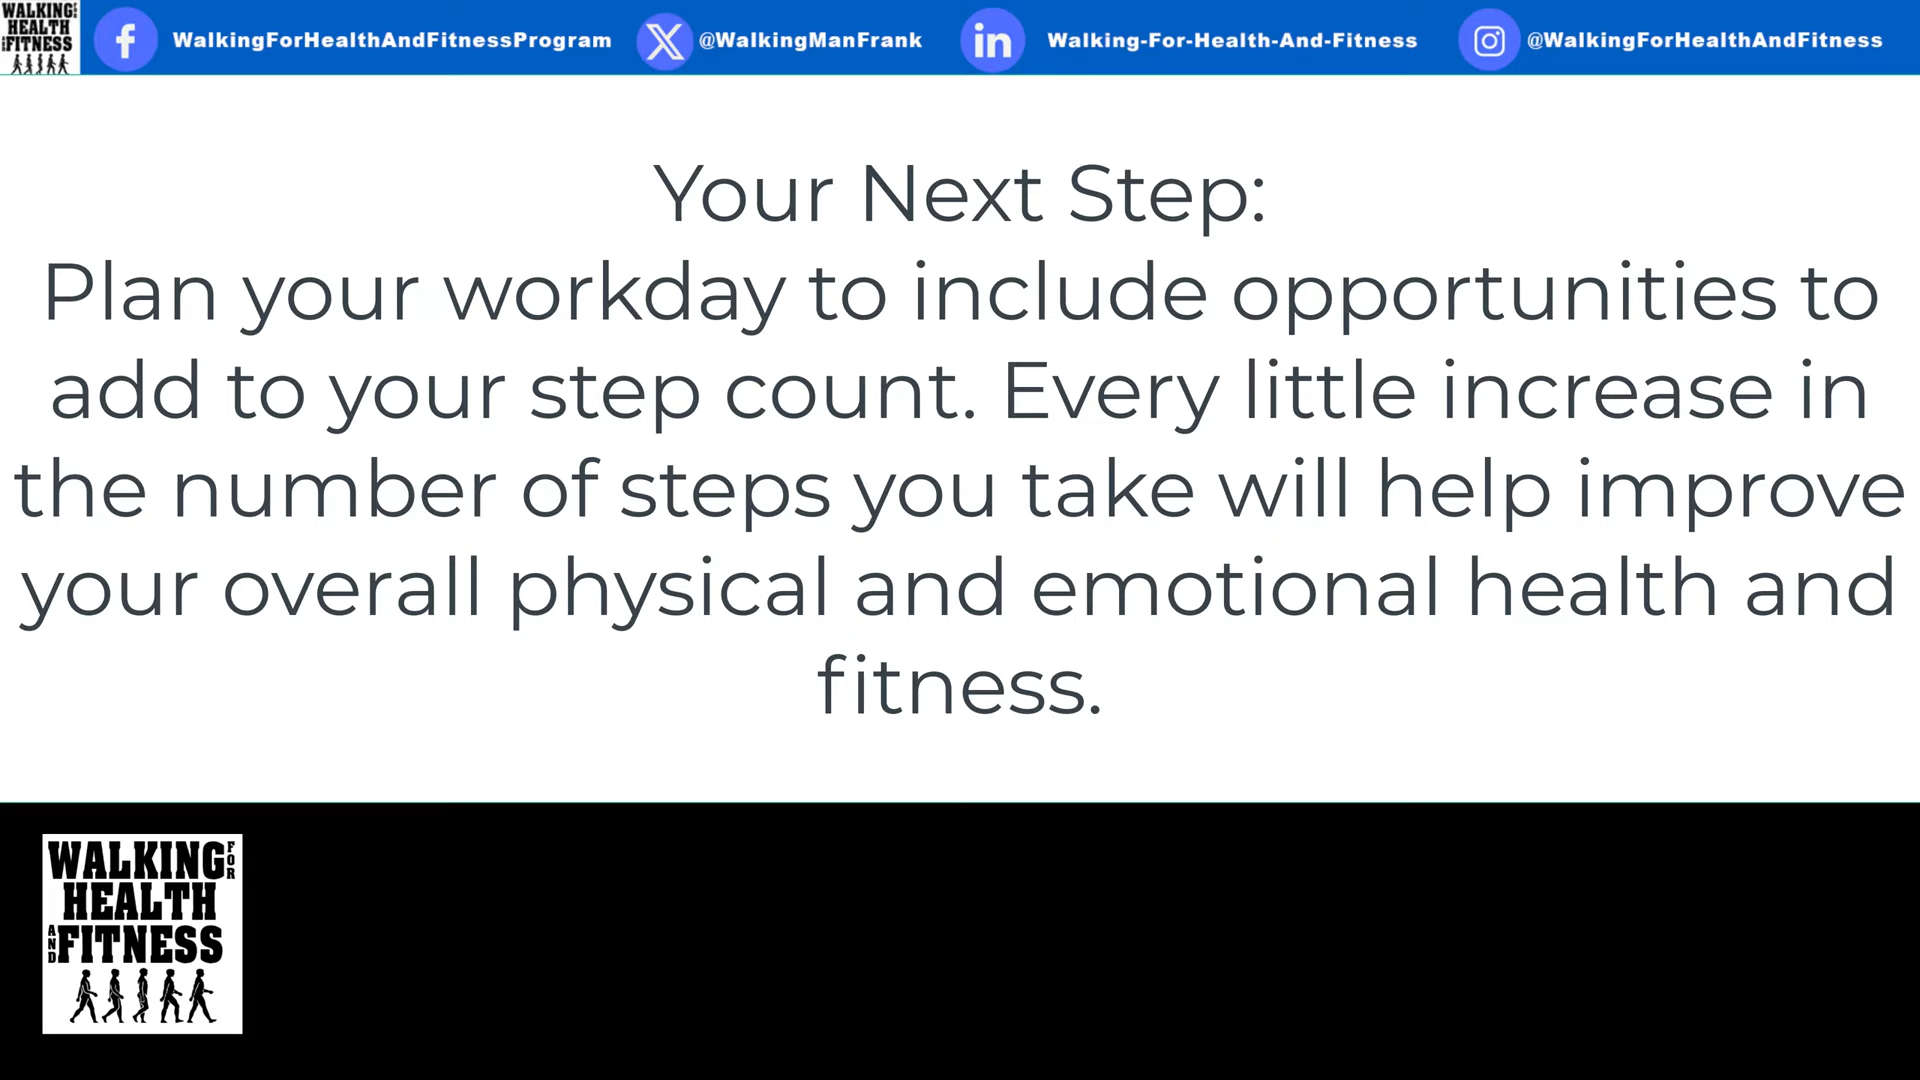 WALKING FOR
HEALTH
AND FITNESS
WalkingForHealthAndFitnessProgram
@WalkingManFrank
in
Walking-For-Health-And-Fitness
@WalkingForHealthAndFitness
Your Next Step:
Plan your workday to include opportunities to
add to your step count. Every little increase in
the number of steps you take will help improve
your overall physical and emotional health and
fitness.
WALKING FOR
HEALTH
AND FITNESS